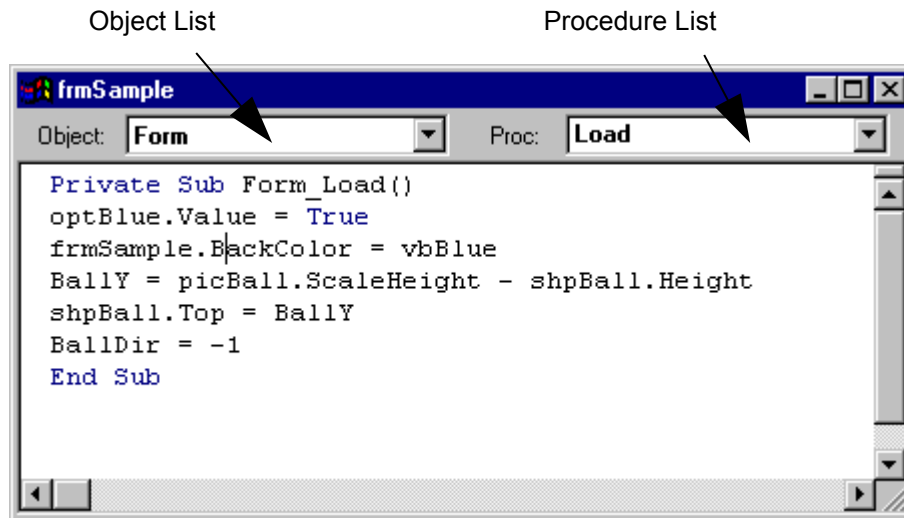 Object List Procedure List
frmSample
Object: Form Proc: Load
Private Sub Form_Load()
optBlue.Value = True
frmSample.BackColor = vbBlue
BallY = picBall.ScaleHeight - shpBall.Height
shpBall.Top = BallY
BallDir = -1
End Sub